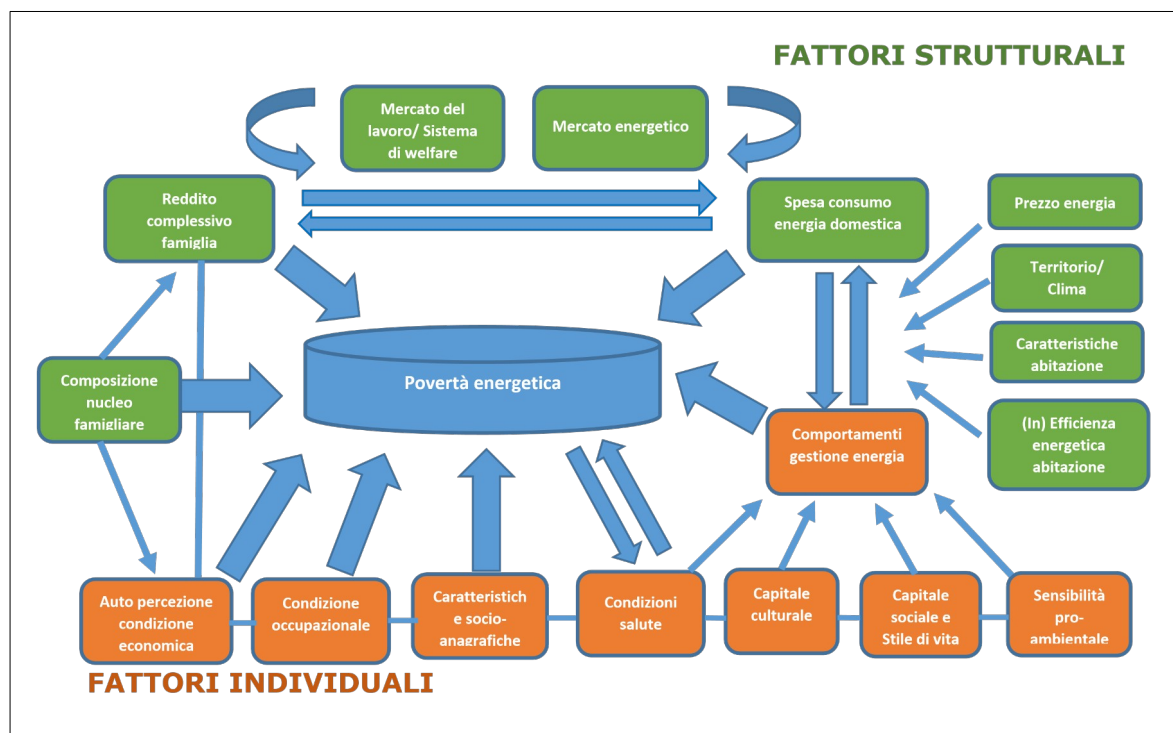 FATTORI STRUTTURALI
Mercato del
lavoro/ Sistema
di welfare
Mercato energetico
Reddito
complessivo
famiglia
Spesa consumo
energia domestica
Prezzo energia
Territorio/
Clima
Caratteristiche
abitazione
(In) Efficienza
energetica
abitazione
Composizione
nucleo
famigliare
Povertà energetica
Comportamenti
gestione energia
Auto percezione
condizione
economica
Condizione
occupazionale
Caratteristich
e socio-
anagrafiche
Condizioni
salute
Capitale
culturale
Capitale
sociale e
Stile di vita
Sensibilità
pro-
ambientale
FATTORI INDIVIDUALI